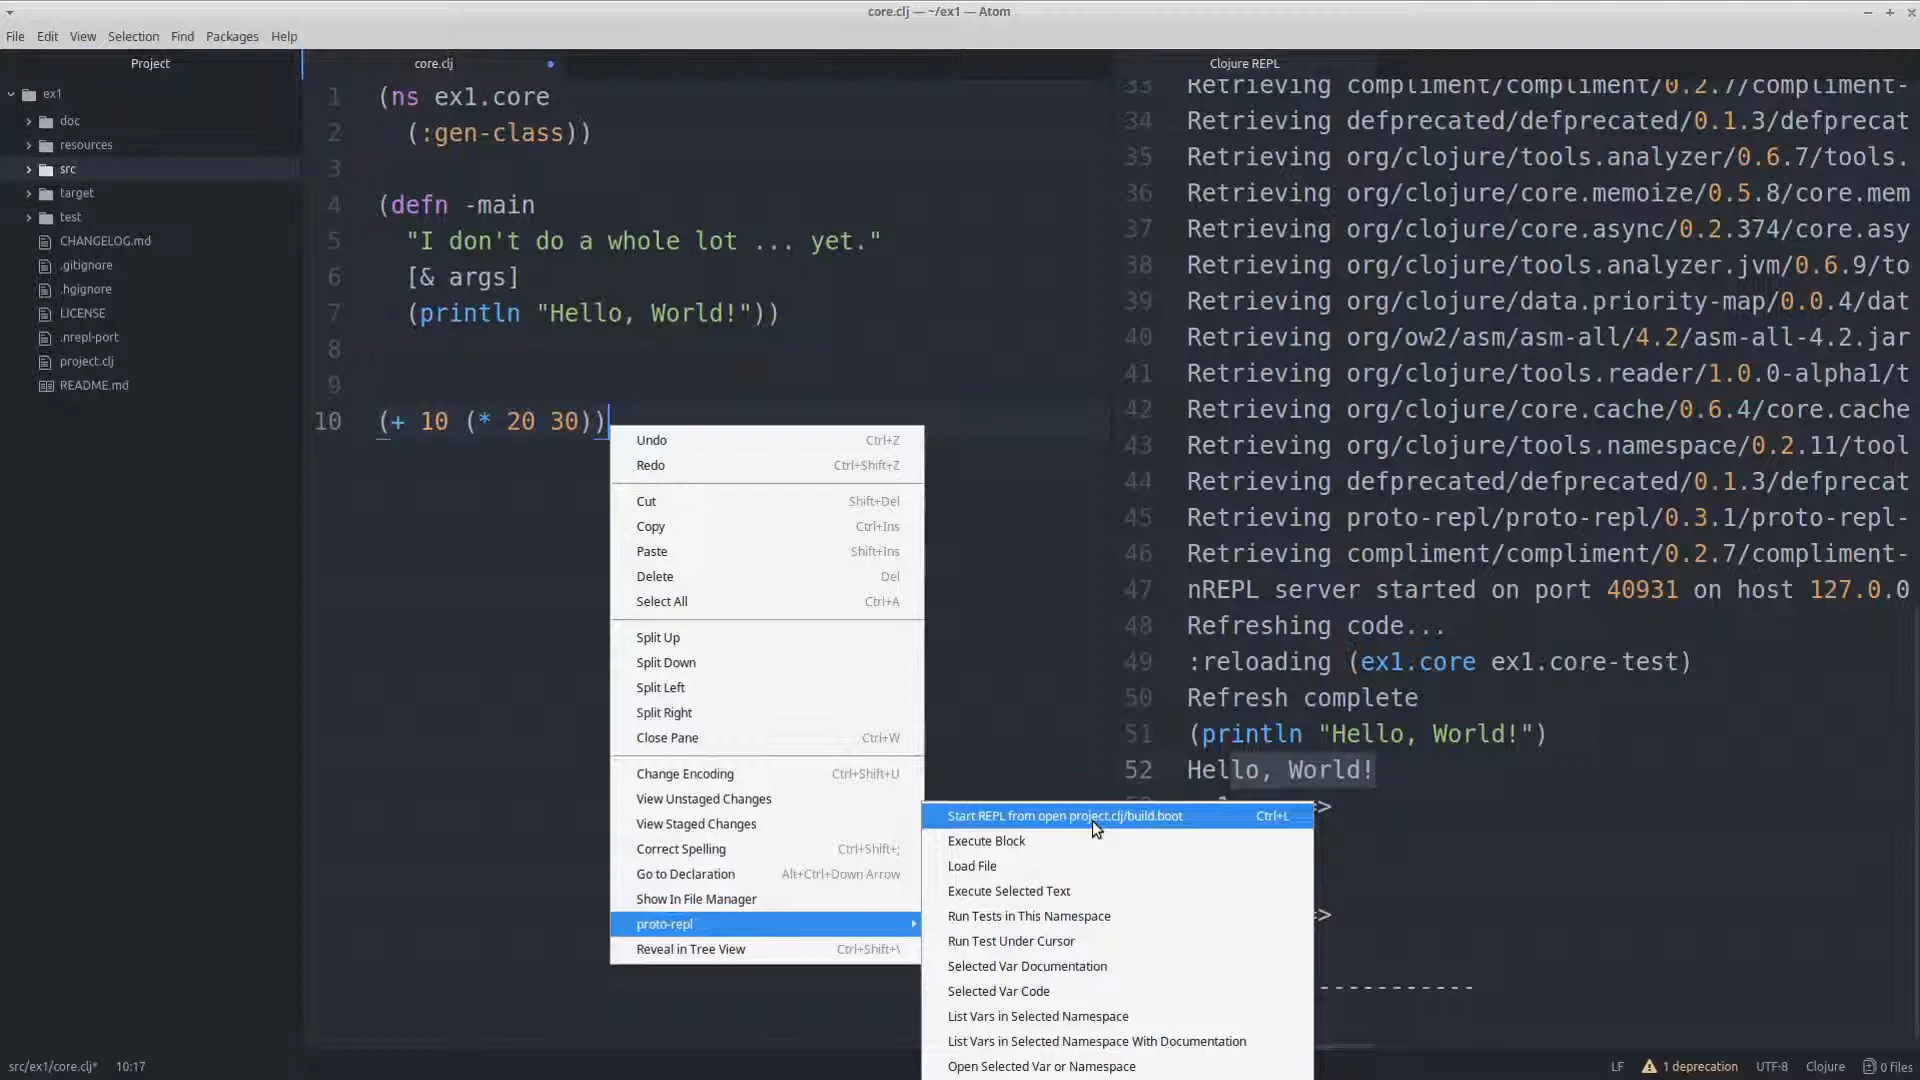 core.clj — ~/ex1 — Atom
File Edit View Selection Find Packages Help
Project
ex1
doc
resources
src
target
test
CHANGELOG.md
.gitignore
.hgignore
LICENSE
.nrepl-port
project.clj
README.md
core.clj
1 (ns ex1.core
2 (:gen-class))
3
4 (defn -main
5 "I don't do a whole lot ... yet."
6 [& args]
7 (println "Hello, World!"))
8
9
10 (+ 10 (* 20 30))
Undo Ctrl+Z
Redo Ctrl+Shift+Z
Cut Shift+Del
Copy Ctrl+Ins
Paste Shift+Ins
Delete Del
Select All Ctrl+A
Split Up
Split Down
Split Left
Split Right
Close Pane Ctrl+W
Change Encoding Ctrl+Shift+U
View Unstaged Changes
View Staged Changes
Correct Spelling Ctrl+Shift+;
Go to Declaration Alt+Ctrl+Down Arrow
Show In File Manager
proto-repl
Reveal in Tree View Ctrl+Shift+\
Start REPL from open project.clj/build.boot Ctrl+L
Execute Block
Load File
Execute Selected Text
Run Tests in This Namespace
Run Test Under Cursor
Selected Var Documentation
Selected Var Code
List Vars in Selected Namespace
List Vars in Selected Namespace With Documentation
Open Selected Var or Namespace
Clojure REPL
33 Retrieving compliment/compliment/0.2.7/compliment-
34 Retrieving defprecated/defprecated/0.1.3/defprecat
35 Retrieving org/clojure/tools.analyzer/0.6.7/tools.
36 Retrieving org/clojure/core.memoize/0.5.8/core.mem
37 Retrieving org/clojure/core.async/0.2.374/core.asy
38 Retrieving org/clojure/tools.analyzer.jvm/0.6.9/to
39 Retrieving org/clojure/data.priority-map/0.0.4/dat
40 Retrieving org/ow2/asm/asm-all/4.2/asm-all-4.2.jar
41 Retrieving org/clojure/tools.reader/1.0.0-alpha1/t
42 Retrieving org/clojure/core.cache/0.6.4/core.cache
43 Retrieving org/clojure/tools.namespace/0.2.11/tool
44 Retrieving defprecated/defprecated/0.1.3/defprecat
45 Retrieving proto-repl/proto-repl/0.3.1/proto-repl-
46 Retrieving compliment/compliment/0.2.7/compliment-
47 nREPL server started on port 40931 on host 127.0.0
48 Refreshing code...
49 :reloading (ex1.core ex1.core-test)
50 Refresh complete
51 (println "Hello, World!")
52 Hello, World!
=>
=>
-----------
src/ex1/core.clj* 10:17
LF 1 deprecation UTF-8 Clojure 0 files